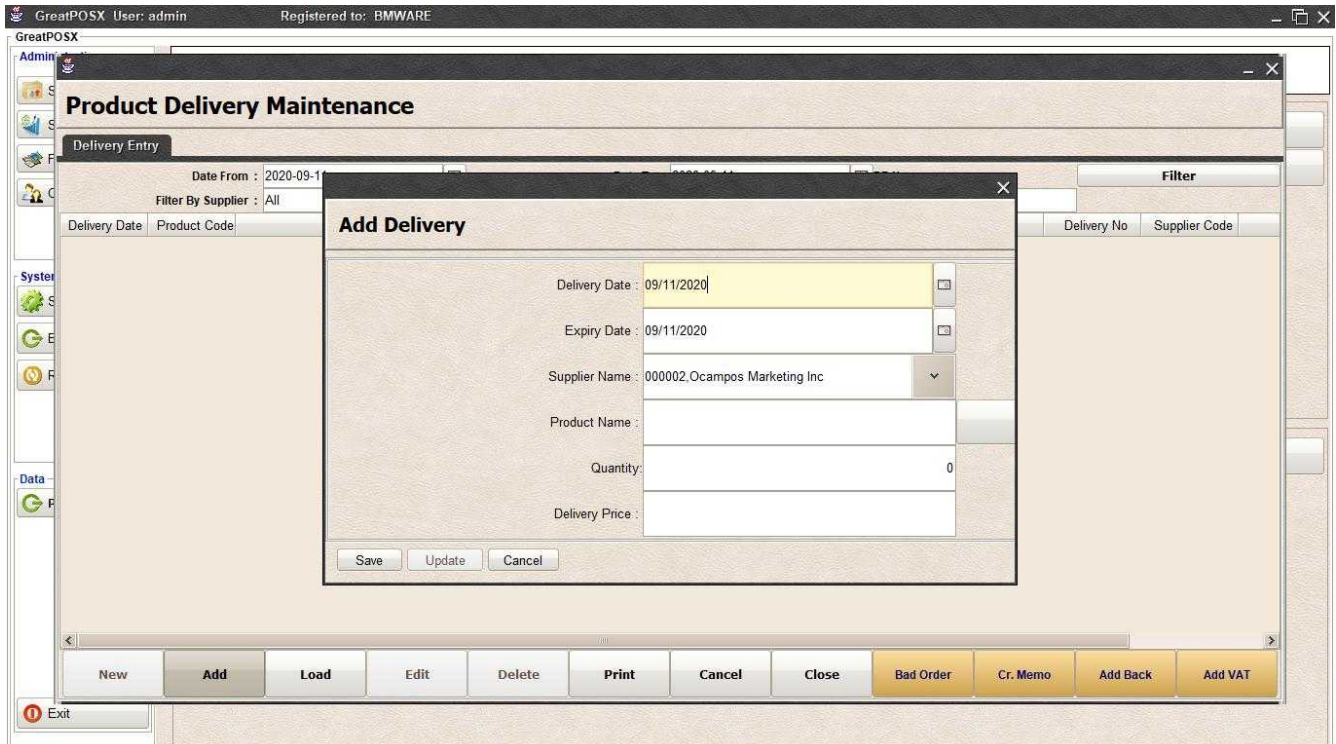 GreatPOSX User: admin Registered to: BMWARE
GreatPOSX
Product Delivery Maintenance
Delivery Entry
Date From : 2020-09-11 Filter
Filter By Supplier : All
Delivery Date Product Code Delivery No Supplier Code
Add Delivery
Delivery Date : 09/11/2020
Expiry Date : 09/11/2020
Supplier Name : 000002,Ocampos Marketing Inc
Product Name :
Quantity: 0
Delivery Price :
Save Update Cancel
Data
New Add Load Edit Delete Print Cancel Close Bad Order Cr. Memo Add Back Add VAT
Exit